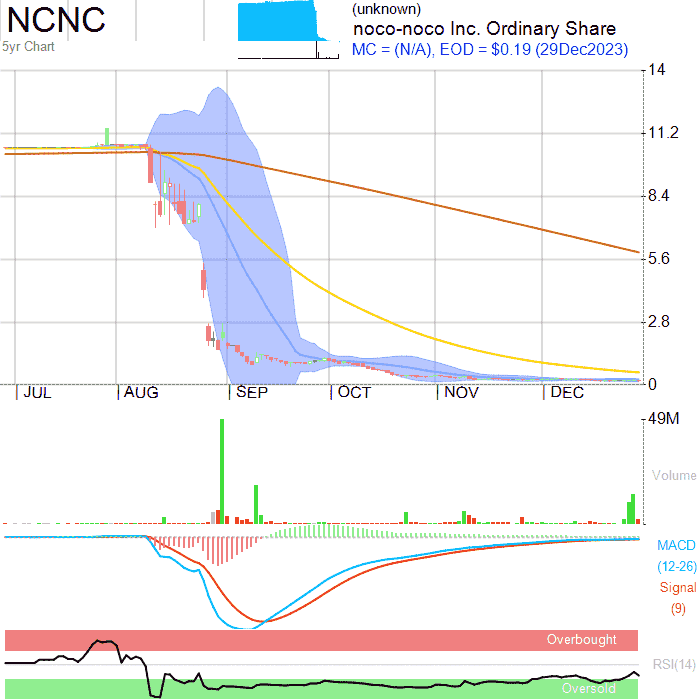 NCNC
5yr Chart
(unknown)
noco-noco Inc. Ordinary Share
MC = (N/A), EOD = $0.19 (29Dec2023)
14
11.2
8.4
5.6
2.8
0
JUL AUG SEP OCT NOV DEC
49M
Volume
MACD
(12-26)
Signal
(9)
Overbought
RSI(14)
Oversold